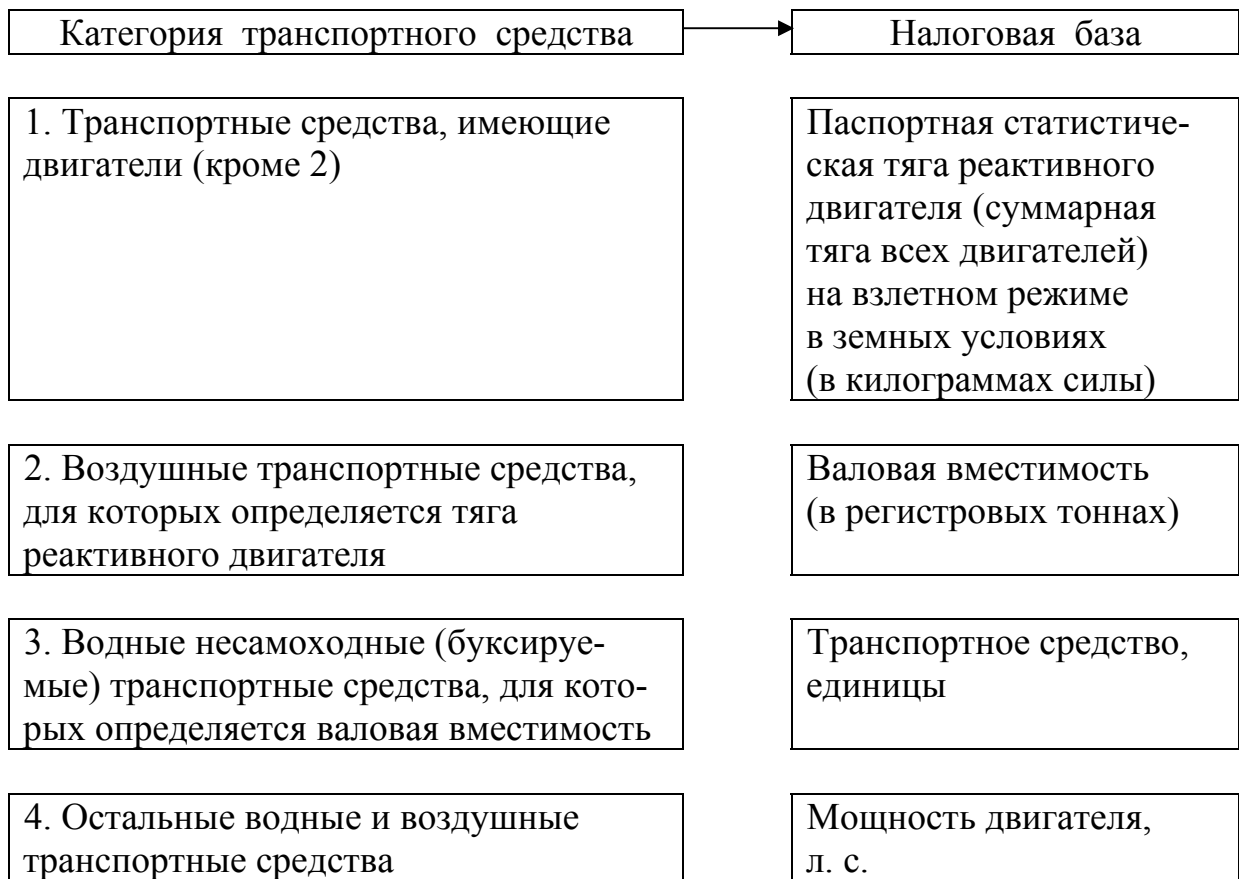 Категория транспортного средства
Налоговая база
1. Транспортные средства, имеющие
двигатели (кроме 2)
Паспортная статистиче-
ская тяга реактивного
двигателя (суммарная
тяга всех двигателей)
на взлетном режиме
в земных условиях
(в килограммах силы)
2. Воздушные транспортные средства,
для которых определяется тяга
реактивного двигателя
Валовая вместимость
(в регистровых тоннах)
3. Водные несамоходные (буксируе-
мые) транспортные средства, для кото-
рых определяется валовая вместимость
Транспортное средство,
единицы
4. Остальные водные и воздушные
транспортные средства
Мощность двигателя,
л. с.